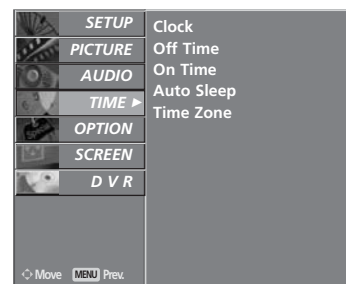 SETUP
PICTURE
AUDIO
TIME ►
OPTION
SCREEN
D V R
Clock
Off Time
On Time
Auto Sleep
Time Zone
Move MENU Prev.